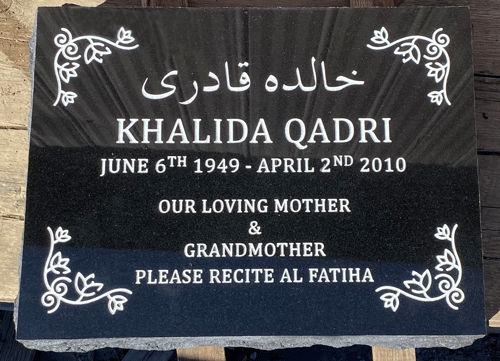 خالده قادری
KHALIDA QADRI
JUNE 6TH 1949 - APRIL 2ND 2010
OUR LOVING MOTHER
&
GRANDMOTHER
PLEASE RECITE AL FATIHA